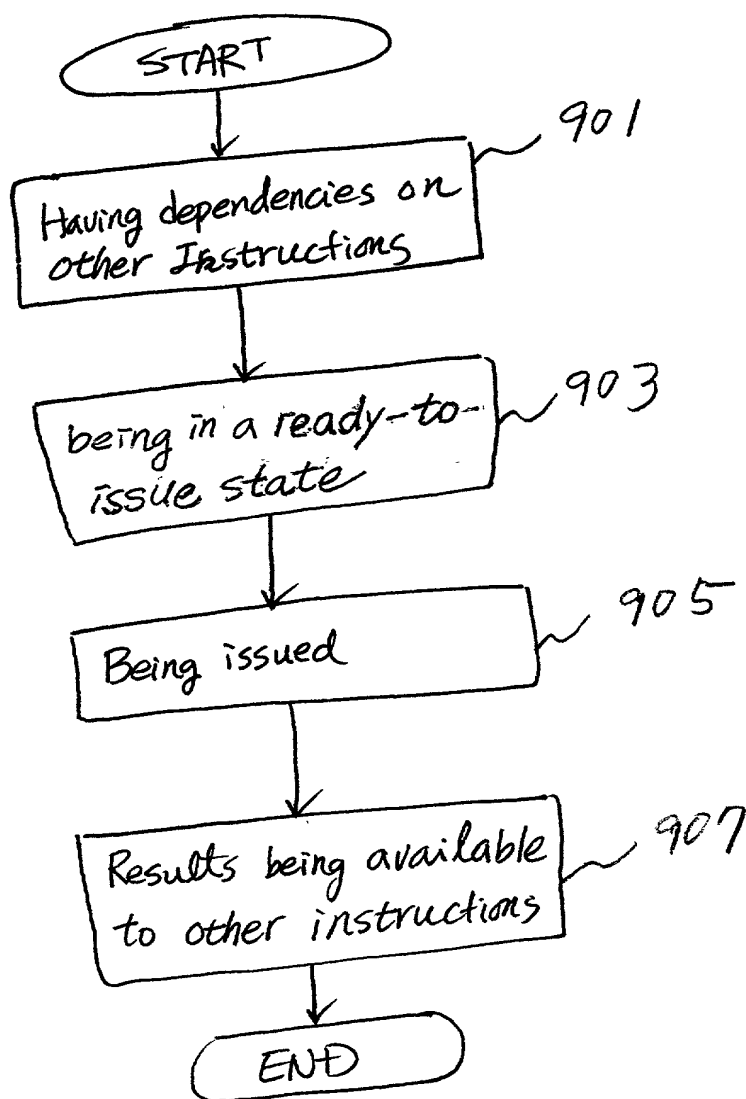 START
901
Having dependencies on
other Instructions
903
being in a ready-to-
issue state
905
Being issued
907
Results being available
to other instructions
END